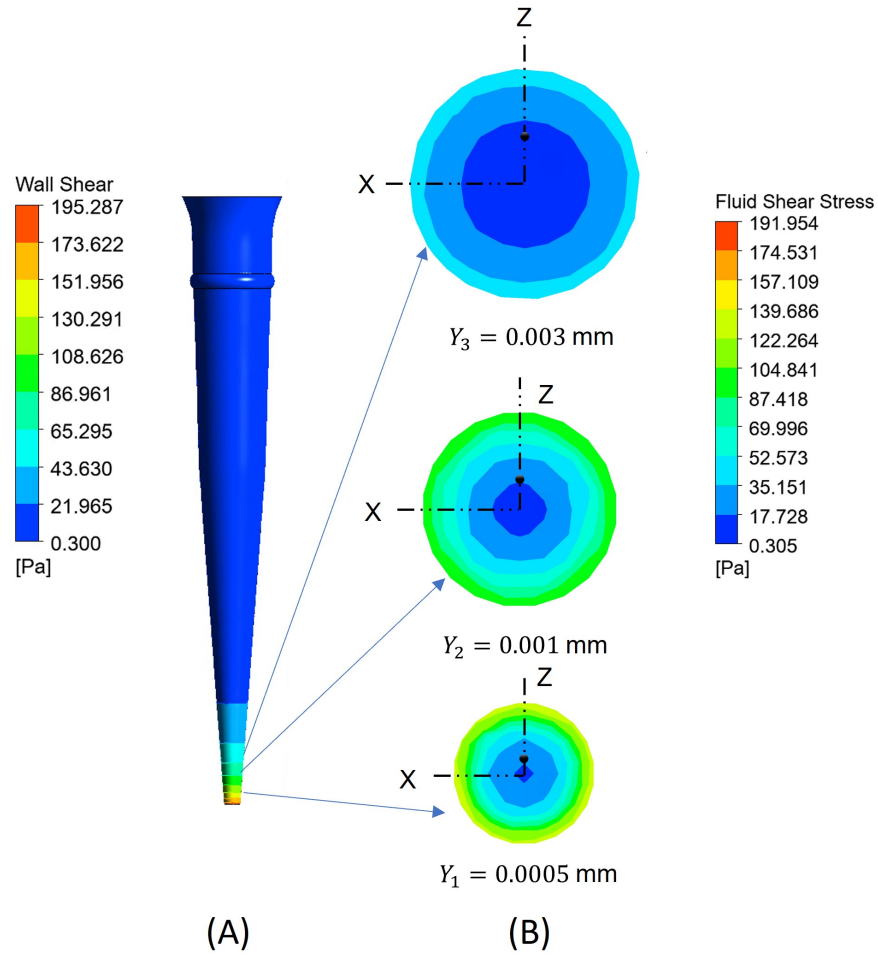 Wall Shear
195.287
173.622
151.956
130.291
108.626
86.961
65.295
43.630
21.965
0.300
[Pa]
Z
X
Y₃ = 0.003 mm
Z
X
Y₂ = 0.001 mm
Z
X
Y₁ = 0.0005 mm
Fluid Shear Stress
191.954
174.531
157.109
139.686
122.264
104.841
87.418
69.996
52.573
35.151
17.728
0.305
[Pa]
(A)
(B)